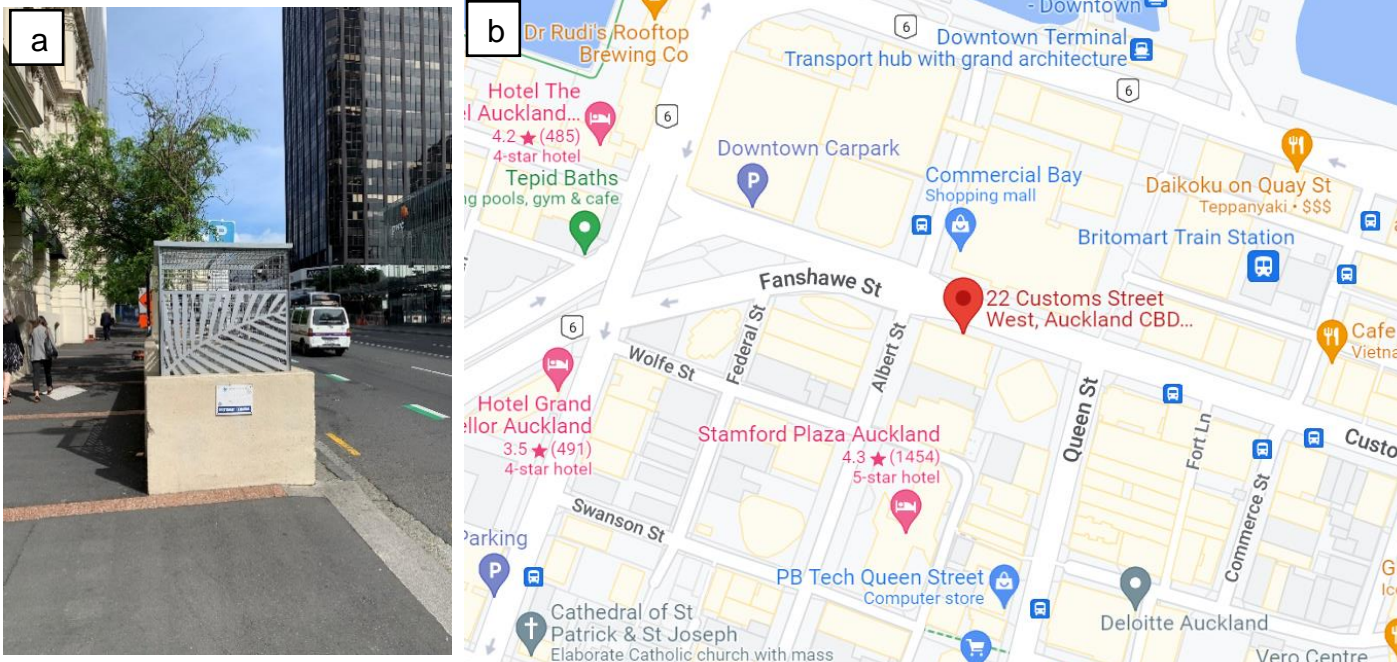 a
b
Dr Rudi's Rooftop
Brewing Co
- Downtown
Downtown Terminal
Transport hub with grand architecture
6
6
Hotel The
el Auckland...
4.2 ★ (485)
4-star hotel
6
Downtown Carpark
P
Tepid Baths
ng pools, gym & cafe
Commercial Bay
Shopping mall
Daikoku on Quay St
Teppanyaki • $$$
Britomart Train Station
Fanshawe St
22 Customs Street
West, Auckland CBD...
6
Wolfe St
Federal St
Albert St
Queen St
Cafe
Vietna
Hotel Grand
ellor Auckland
3.5 ★ (491)
4-star hotel
Stamford Plaza Auckland
4.3 ★ (1454)
5-star hotel
Fort Ln
Commerce St
Custo
Swanson St
Parking
P
PB Tech Queen Street
Computer store
Deloitte Auckland
G
Ic
Cathedral of St
Patrick & St Joseph
Elaborate Catholic church with mass
Vero Centre
P